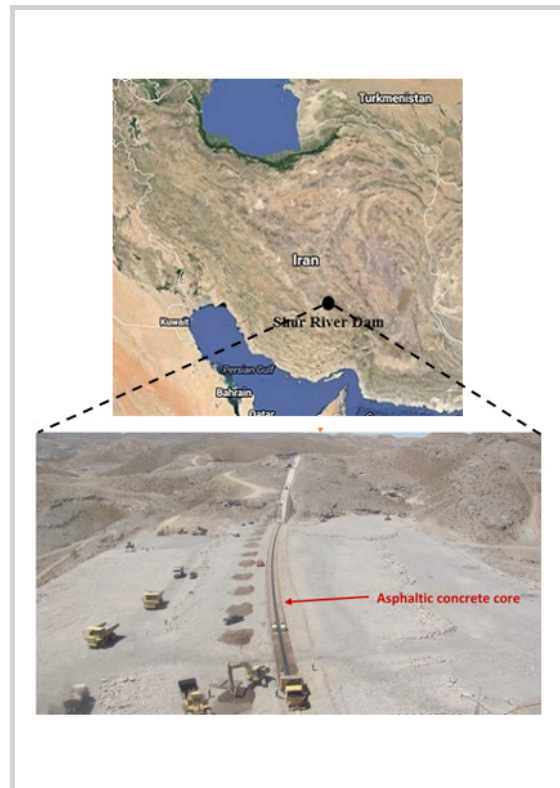 Turkmenistan
Iran
Shur River Dam
Kuwait
Persian Gulf
Bahrain
Qatar
Asphaltic concrete core